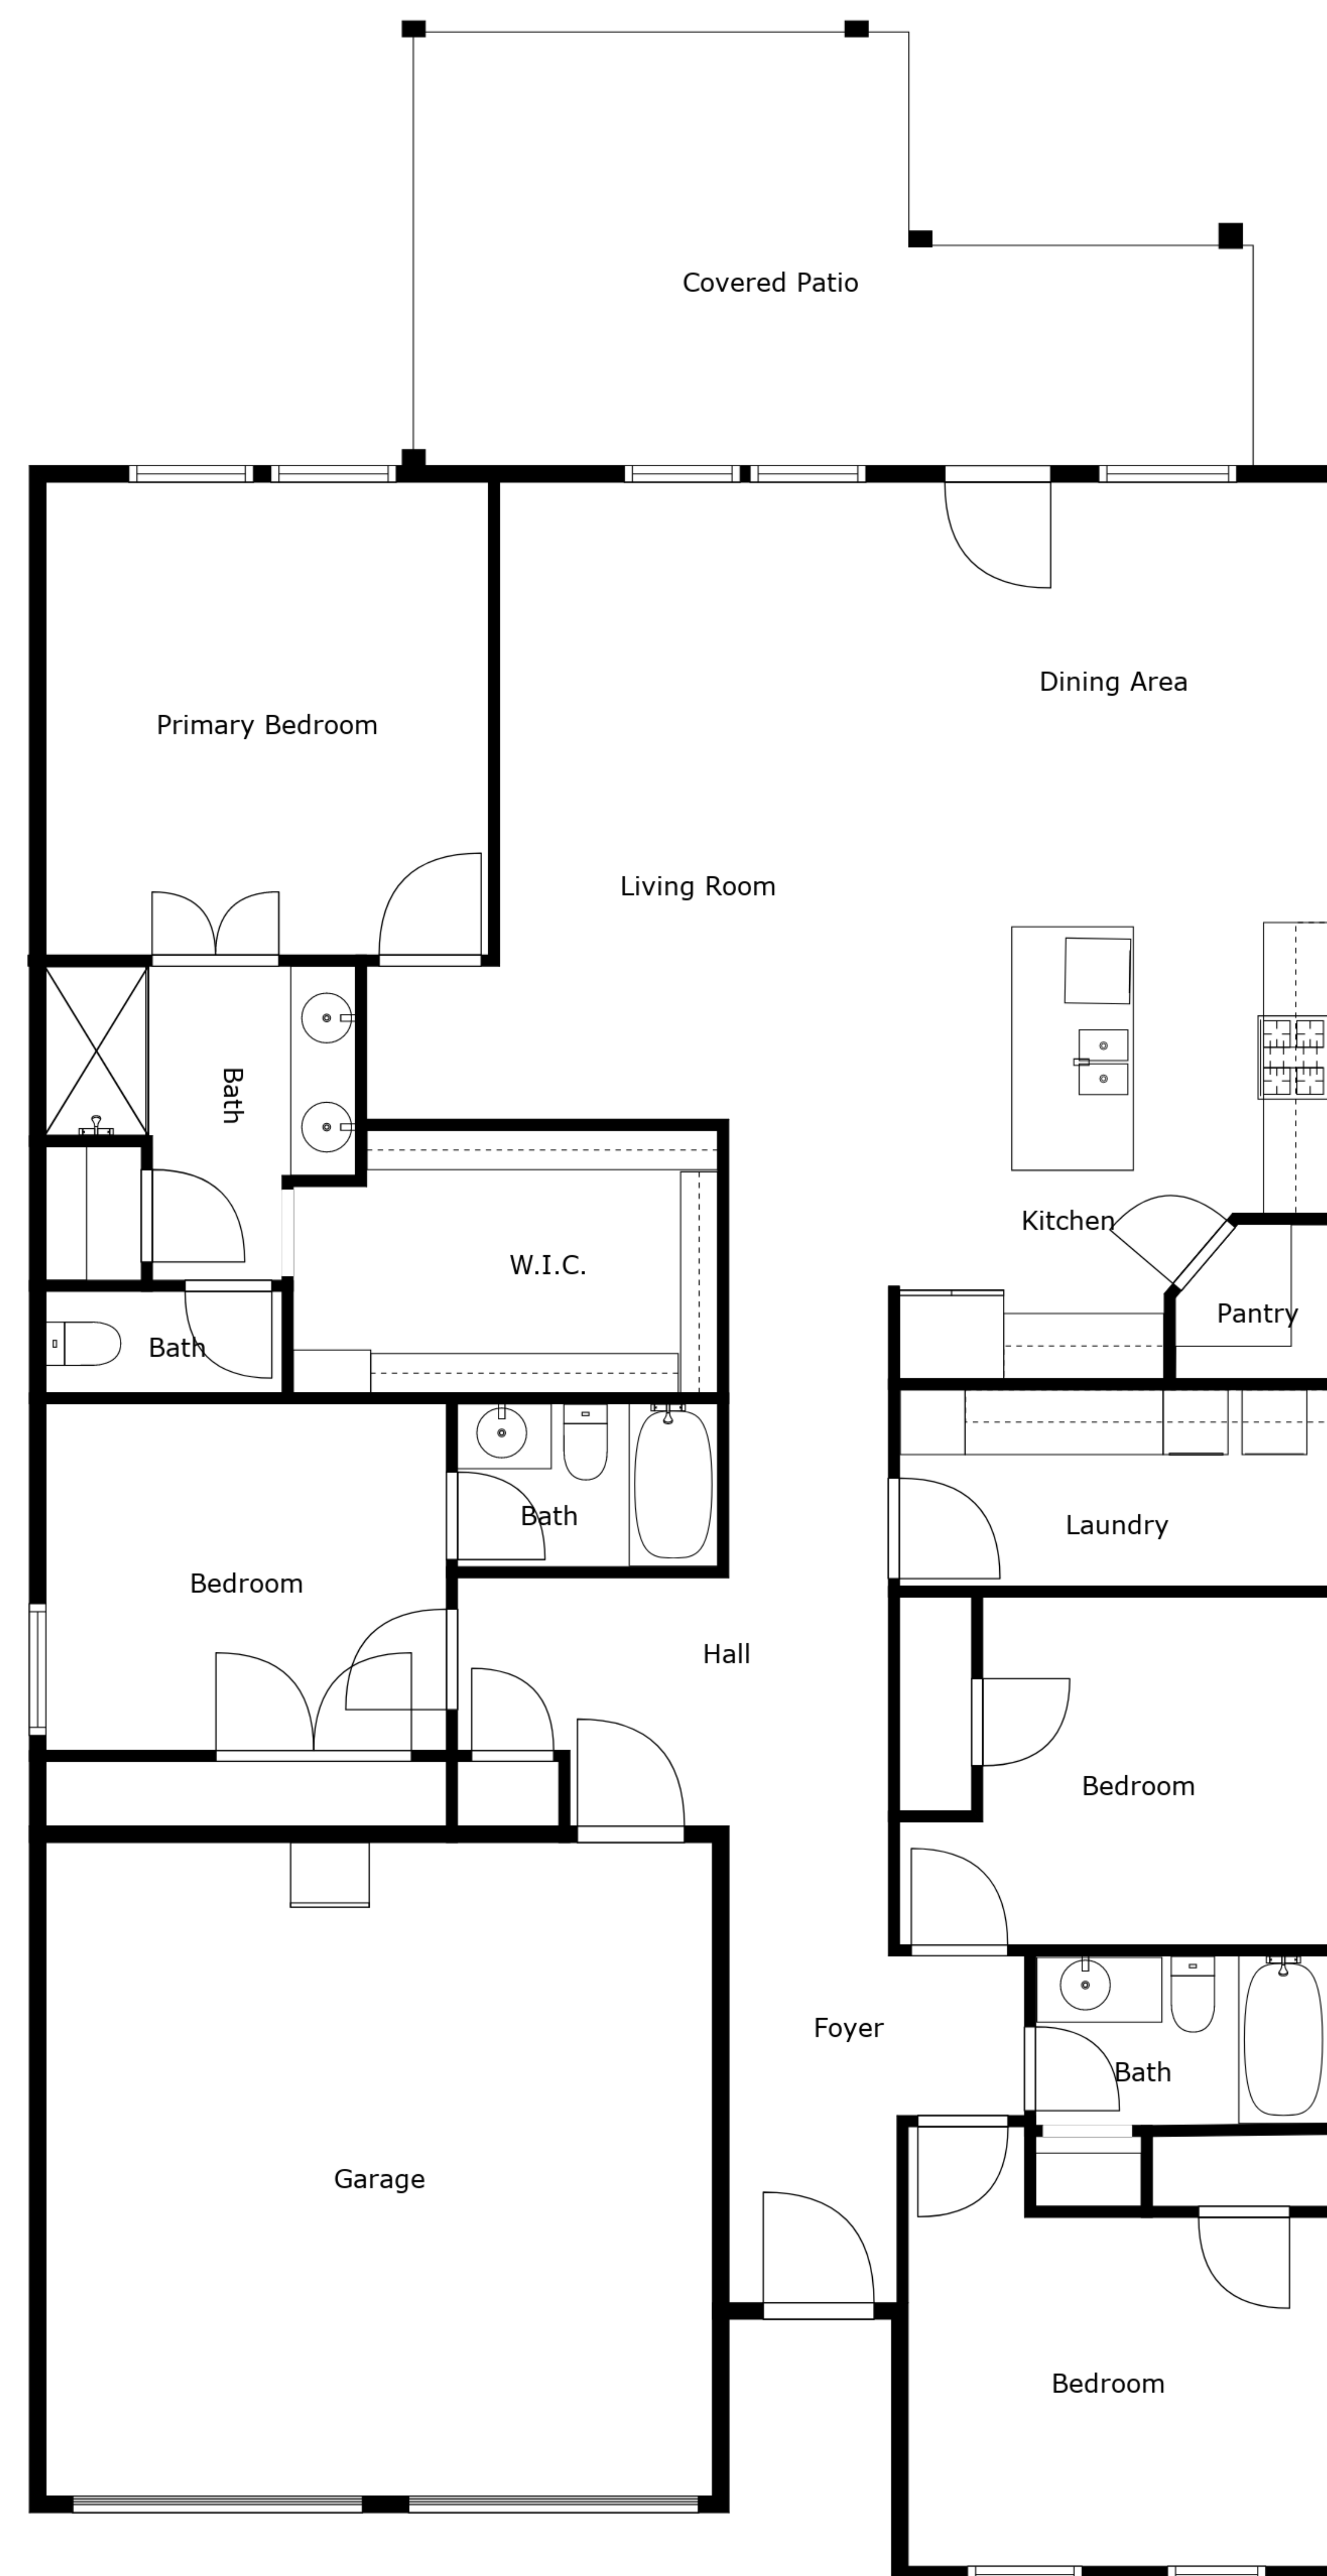 Covered Patio
Dining Area
Primary Bedroom
Living Room
Bath
Kitchen
W.I.C.
Pantry
Bath
Bath
Laundry
Bedroom
Hall
Bedroom
Foyer
Bath
Garage
Bedroom